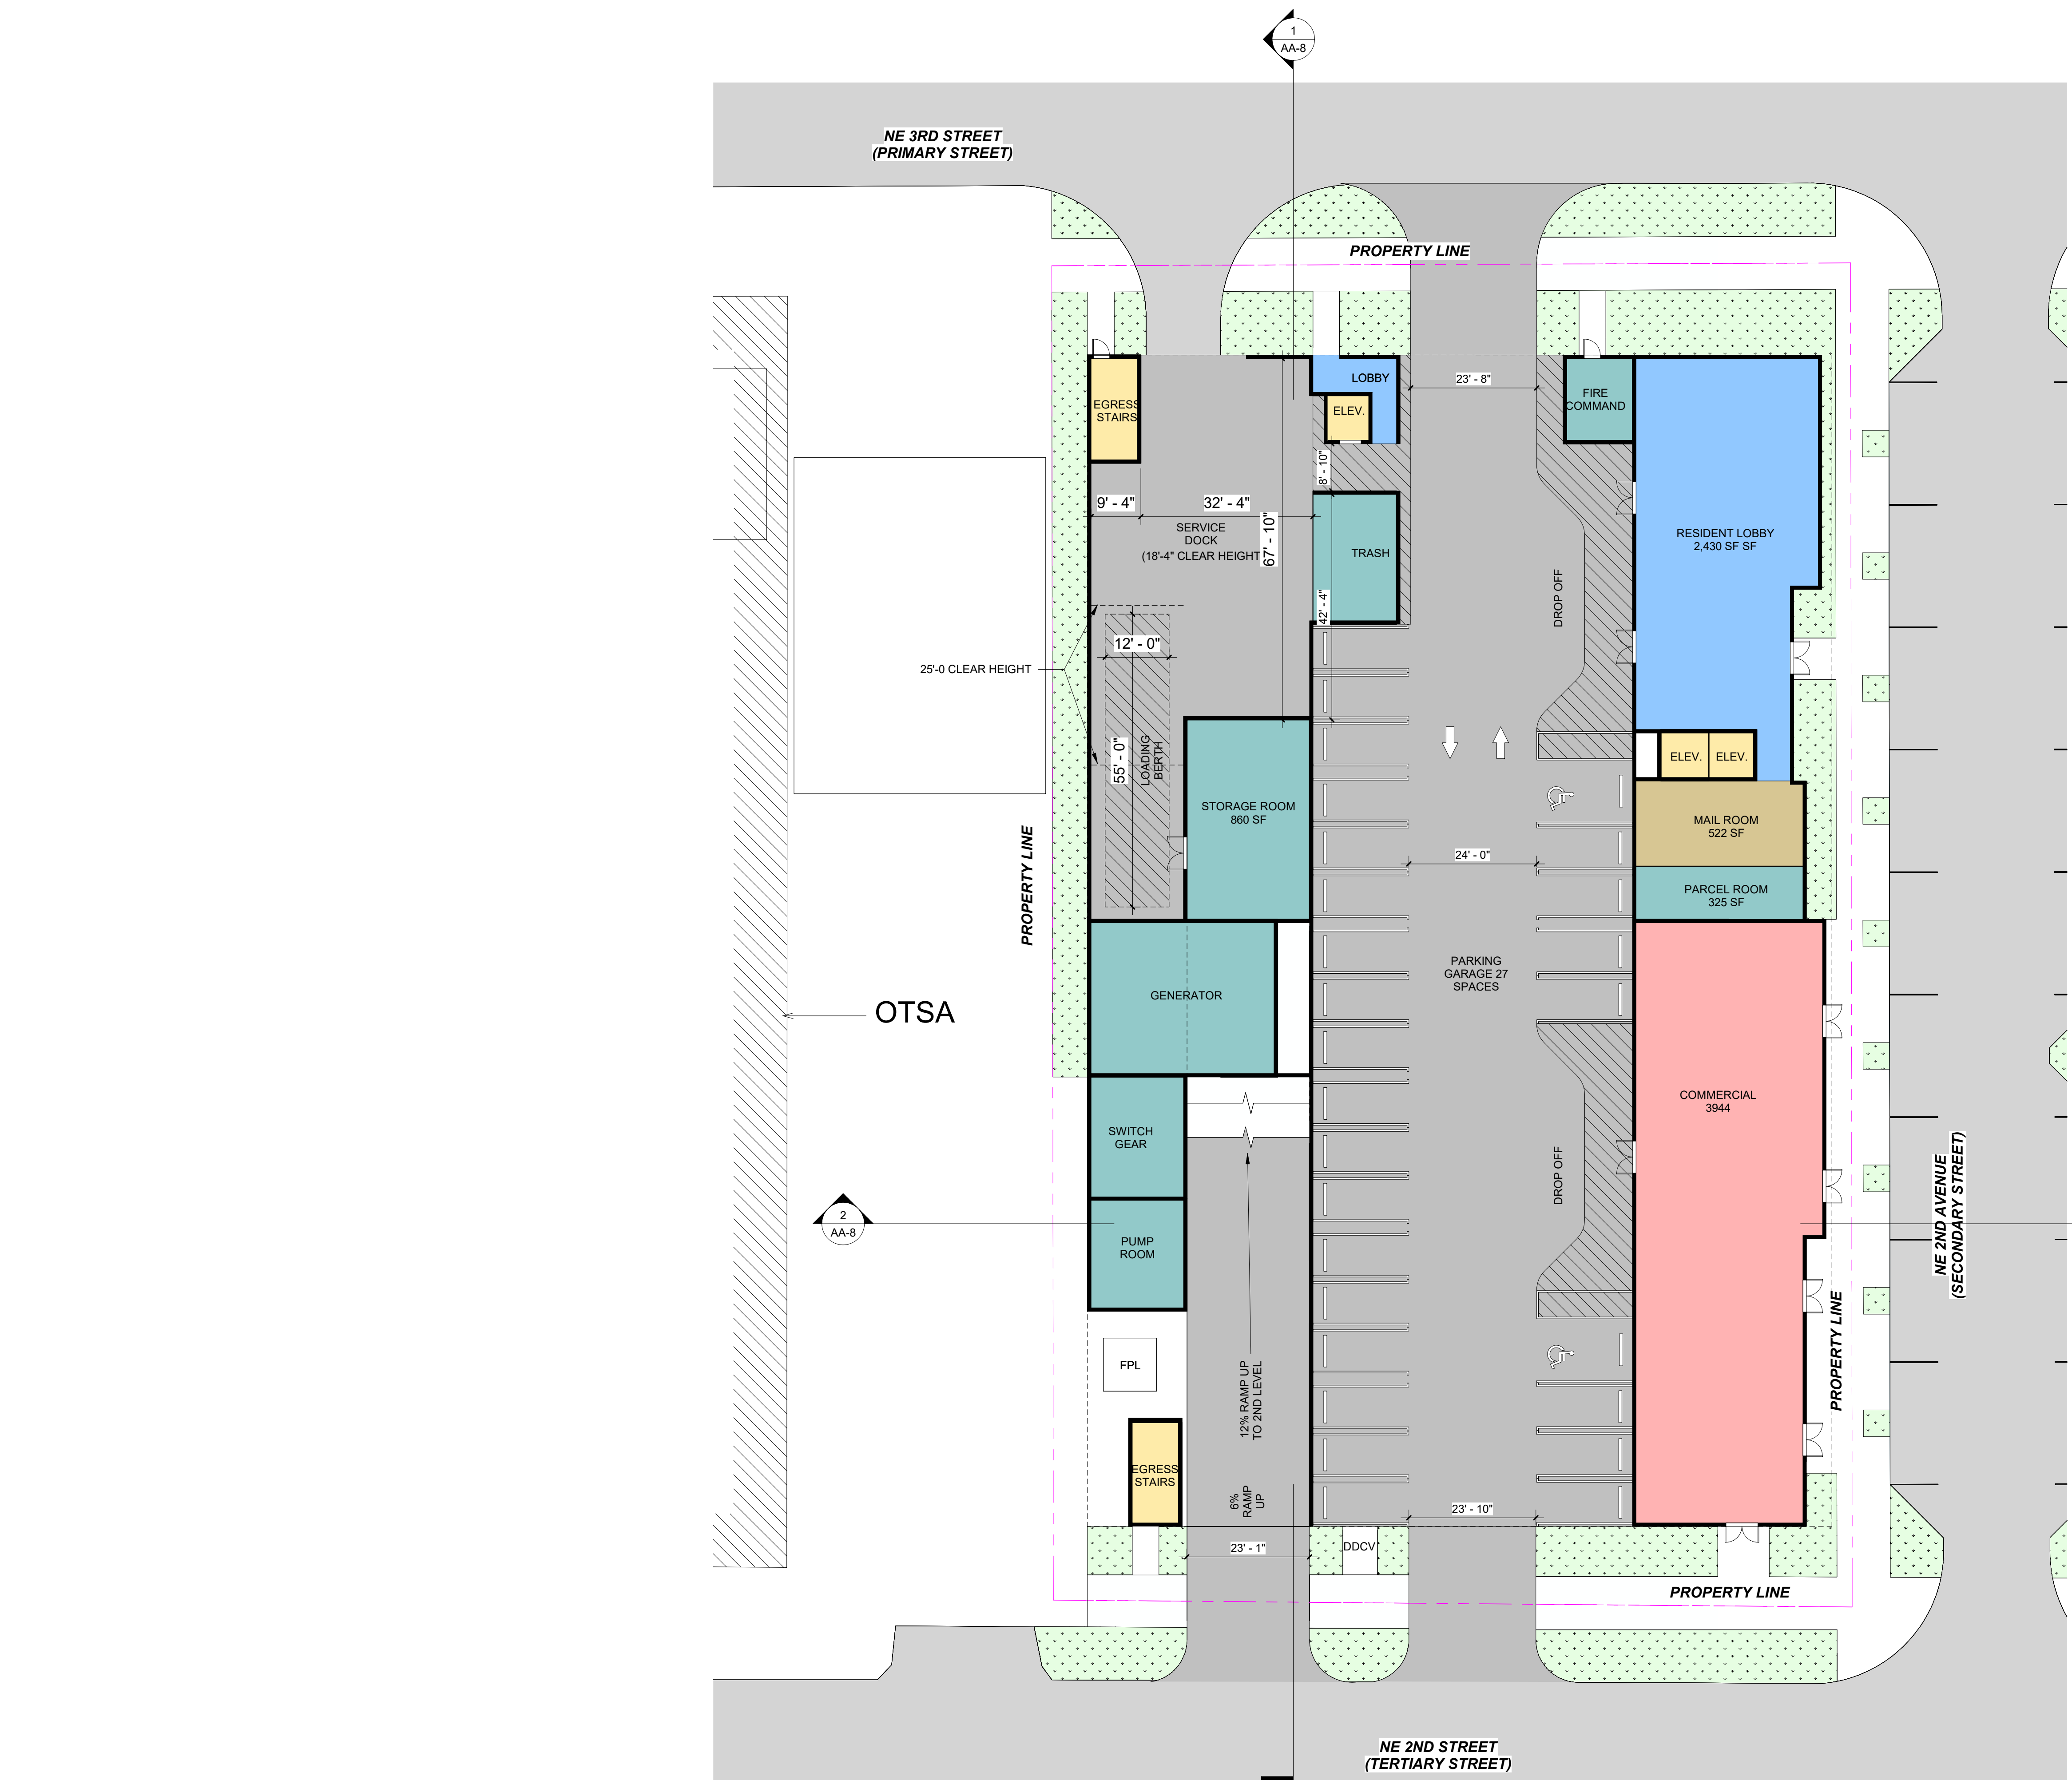 1
AA-8
NE 3RD STREET
(PRIMARY STREET)
PROPERTY LINE
LOBBY
23' - 8"
FIRE
COMMAND
EGRESS
STAIRS
ELEV.
8' - 10"
9' - 4"
32' - 4"
SERVICE
DOCK
(18'-4" CLEAR HEIGHT
67' - 10"
TRASH
RESIDENT LOBBY
2,430 SF SF
DROP OFF
42' - 4"
12' - 0"
25'-0 CLEAR HEIGHT
55' - 0"
LOADING
BERTH
ELEV.
ELEV.
STORAGE ROOM
860 SF
MAIL ROOM
522 SF
24' - 0"
PROPERTY LINE
PARCEL ROOM
325 SF
PARKING
GARAGE 27
SPACES
GENERATOR
OTSA
COMMERCIAL
3944
SWITCH
GEAR
DROP OFF
NE 2ND AVENUE
(SECONDARY STREET)
2
AA-8
PUMP
ROOM
PROPERTY LINE
FPL
12% RAMP UP
TO 2ND LEVEL
EGRESS
STAIRS
6%
RAMP
UP
23' - 10"
23' - 1"
DDCV
PROPERTY LINE
NE 2ND STREET
(TERTIARY STREET)